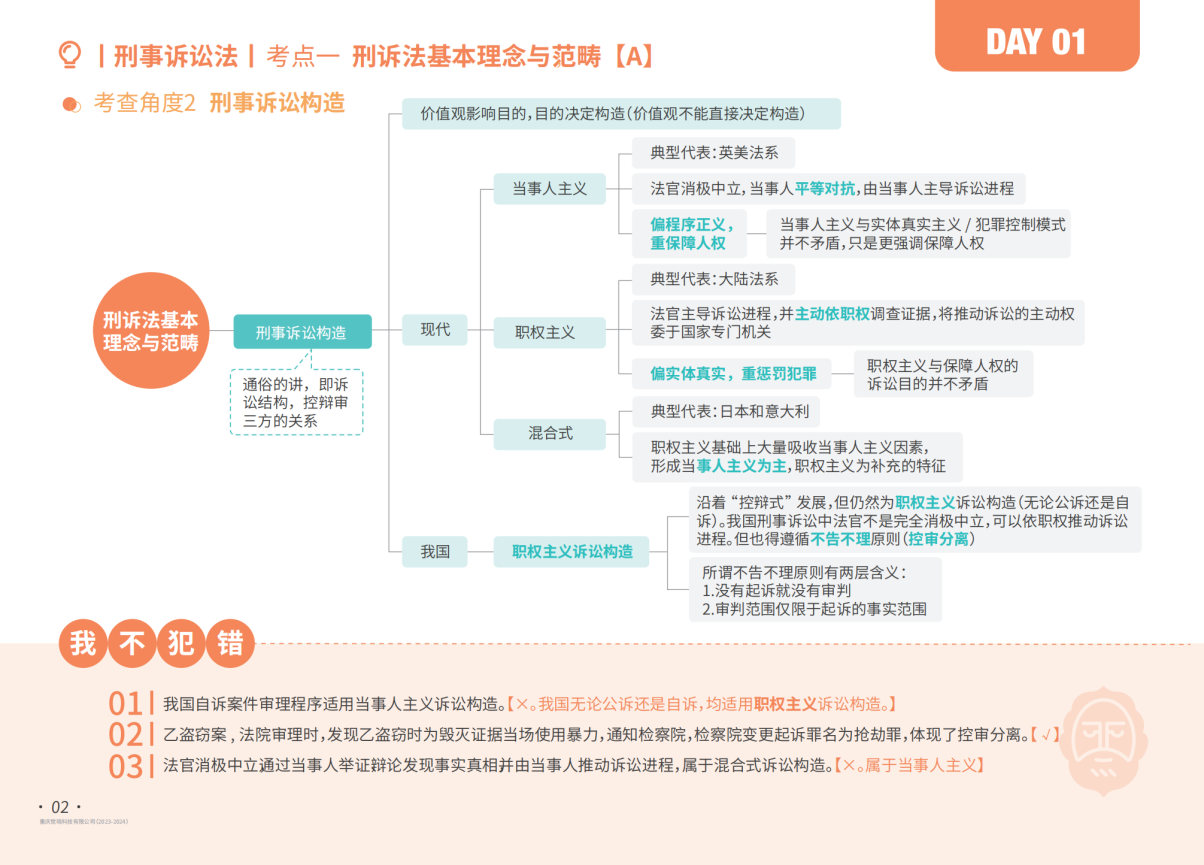 DAY 01
丨刑事诉讼法丨考点一 刑诉法基本理念与范畴【A】
考查角度2 刑事诉讼构造
价值观影响目的，目的决定构造（价值观不能直接决定构造）
典型代表：英美法系
当事人主义
法官消极中立，当事人平等对抗，由当事人主导诉讼进程
偏程序正义，
重保障人权
当事人主义与实体真实主义 / 犯罪控制模式
并不矛盾，只是更强调保障人权
典型代表：大陆法系
刑诉法基本
理念与范畴
刑事诉讼构造
现代
职权主义
法官主导诉讼进程，并主动依职权调查证据，将推动诉讼的主动权
委于国家专门机关
通俗的讲，即诉
讼结构，控辩审
三方的关系
偏实体真实，重惩罚犯罪
职权主义与保障人权的
诉讼目的并不矛盾
典型代表：日本和意大利
混合式
职权主义基础上大量吸收当事人主义因素，
形成当事人主义为主，职权主义为补充的特征
我国
职权主义诉讼构造
沿着“控辩式”发展，但仍然为职权主义诉讼构造（无论公诉还是自
诉）。我国刑事诉讼中法官不是完全消极中立，可以依职权推动诉讼
进程。但也得遵循不告不理原则（控审分离）
所谓不告不理原则有两层含义：
1.没有起诉就没有审判
2.审判范围仅限于起诉的事实范围
我不犯错
01丨我国自诉案件审理程序适用当事人主义诉讼构造。【×。我国无论公诉还是自诉，均适用职权主义诉讼构造。】
02丨乙盗窃案，法院审理时，发现乙盗窃时为毁灭证据当场使用暴力，通知检察院，检察院变更起诉罪名为抢劫罪，体现了控审分离。【√】
03丨法官消极中立，通过当事人举证辩论发现事实真相，并由当事人推动诉讼进程，属于混合式诉讼构造。【×。属于当事人主义】
· 02 ·